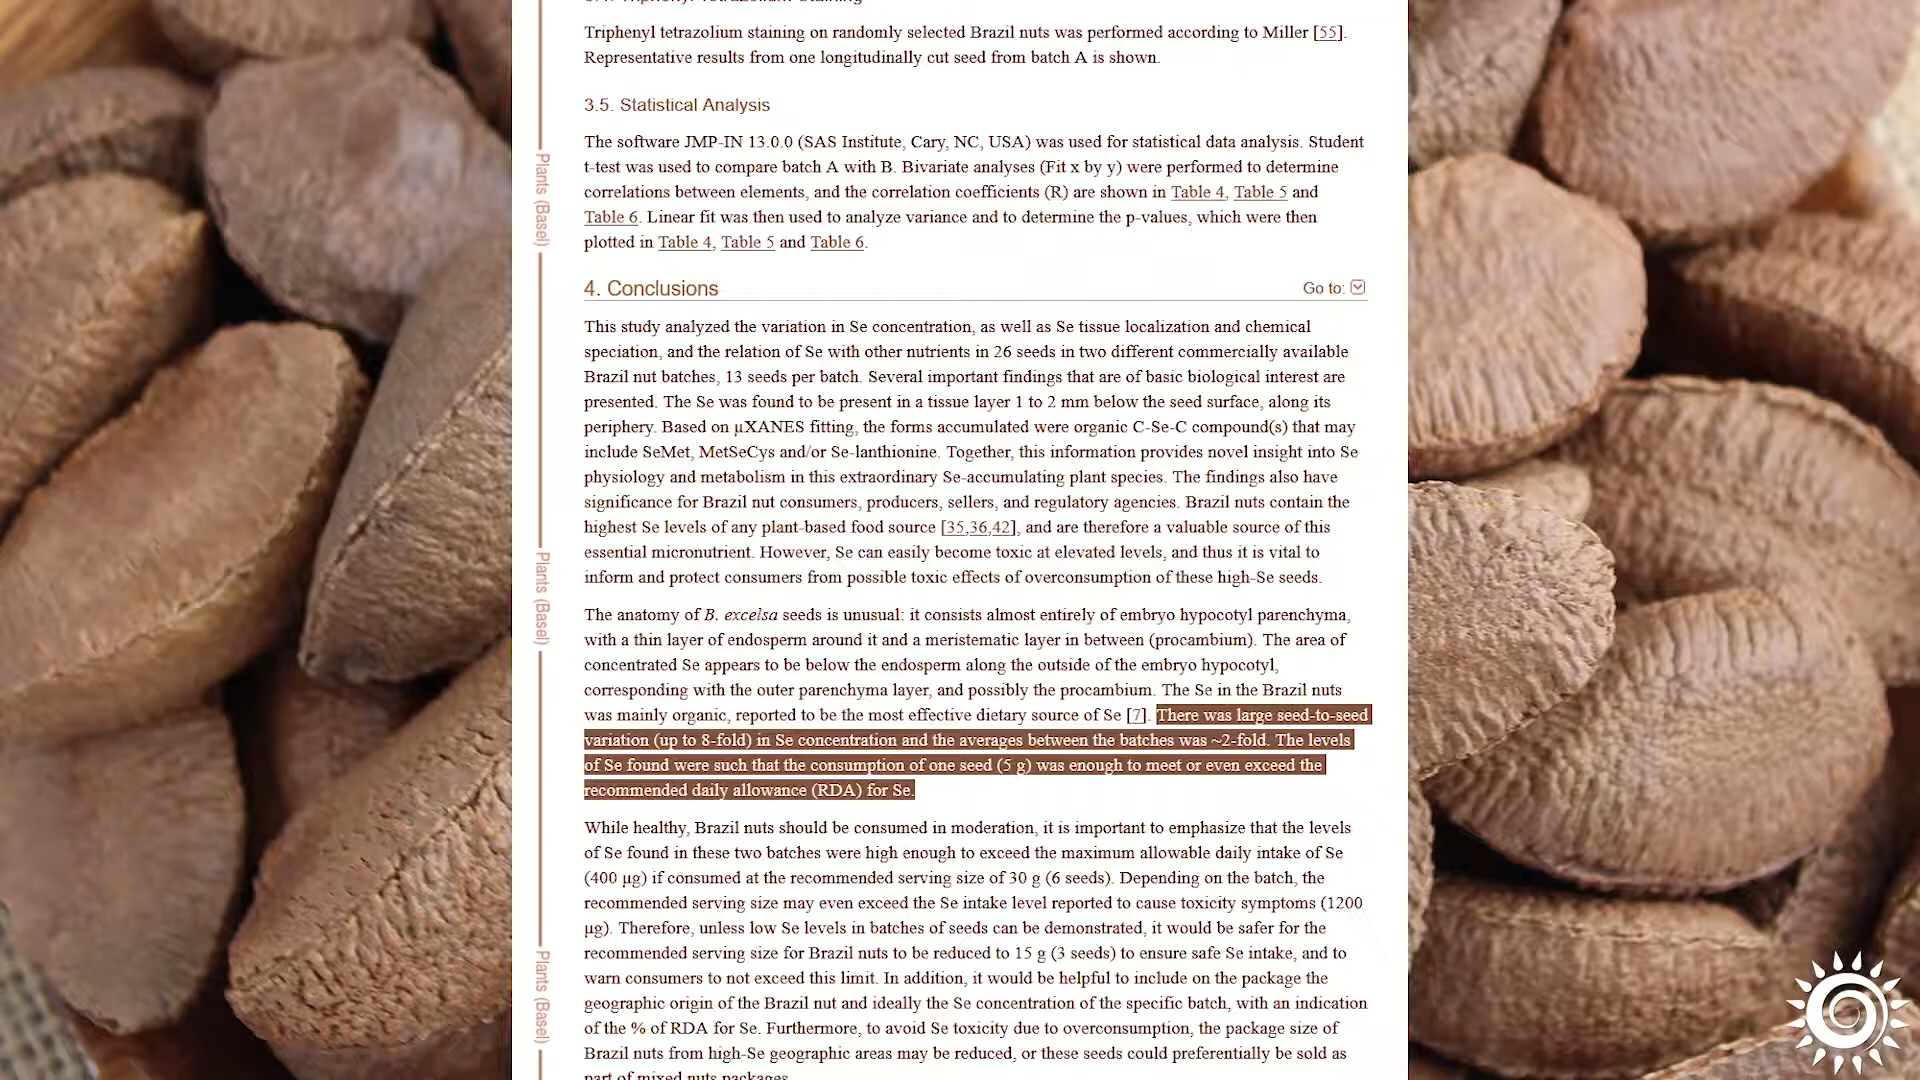 Triphenyl tetrazolium staining on randomly selected Brazil nuts was performed according to Miller [55].
Representative results from one longitudinally cut seed from batch A is shown.
3.5. Statistical Analysis
The software JMP-IN 13.0.0 (SAS Institute, Cary, NC, USA) was used for statistical data analysis. Student
t-test was used to compare batch A with B. Bivariate analyses (Fit x by y) were performed to determine
correlations between elements, and the correlation coefficients (R) are shown in Table 4, Table 5 and
Table 6. Linear fit was then used to analyze variance and to determine the p-values, which were then
plotted in Table 4, Table 5 and Table 6.
4. Conclusions
Go to:
This study analyzed the variation in Se concentration, as well as Se tissue localization and chemical
speciation, and the relation of Se with other nutrients in 26 seeds in two different commercially available
Brazil nut batches, 13 seeds per batch. Several important findings that are of basic biological interest are
presented. The Se was found to be present in a tissue layer 1 to 2 mm below the seed surface, along its
periphery. Based on µXANES fitting, the forms accumulated were organic C-Se-C compound(s) that may
include SeMet, MetSeCys and/or Se-lanthionine. Together, this information provides novel insight into Se
physiology and metabolism in this extraordinary Se-accumulating plant species. The findings also have
significance for Brazil nut consumers, producers, sellers, and regulatory agencies. Brazil nuts contain the
highest Se levels of any plant-based food source [35,36,42], and are therefore a valuable source of this
essential micronutrient. However, Se can easily become toxic at elevated levels, and thus it is vital to
inform and protect consumers from possible toxic effects of overconsumption of these high-Se seeds.
The anatomy of B. excelsa seeds is unusual: it consists almost entirely of embryo hypocotyl parenchyma,
with a thin layer of endosperm around it and a meristematic layer in between (procambium). The area of
concentrated Se appears to be below the endosperm along the outside of the embryo hypocotyl,
corresponding with the outer parenchyma layer, and possibly the procambium. The Se in the Brazil nuts
was mainly organic, reported to be the most effective dietary source of Se [7]. There was large seed-to-seed
variation (up to 8-fold) in Se concentration and the averages between the batches was ~2-fold. The levels
of Se found were such that the consumption of one seed (5 g) was enough to meet or even exceed the
recommended daily allowance (RDA) for Se.
While healthy, Brazil nuts should be consumed in moderation, it is important to emphasize that the levels
of Se found in these two batches were high enough to exceed the maximum allowable daily intake of Se
(400 µg) if consumed at the recommended serving size of 30 g (6 seeds). Depending on the batch, the
recommended serving size may even exceed the Se intake level reported to cause toxicity symptoms (1200
µg). Therefore, unless low Se levels in batches of seeds can be demonstrated, it would be safer for the
recommended serving size for Brazil nuts to be reduced to 15 g (3 seeds) to ensure safe Se intake, and to
warn consumers to not exceed this limit. In addition, it would be helpful to include on the package the
geographic origin of the Brazil nut and ideally the Se concentration of the specific batch, with an indication
of the % of RDA for Se. Furthermore, to avoid Se toxicity due to overconsumption, the package size of
Brazil nuts from high-Se geographic areas may be reduced, or these seeds could preferentially be sold as
part of mixed nuts packages.
Plants (Basel)
Plants (Basel)
Plants (Basel)